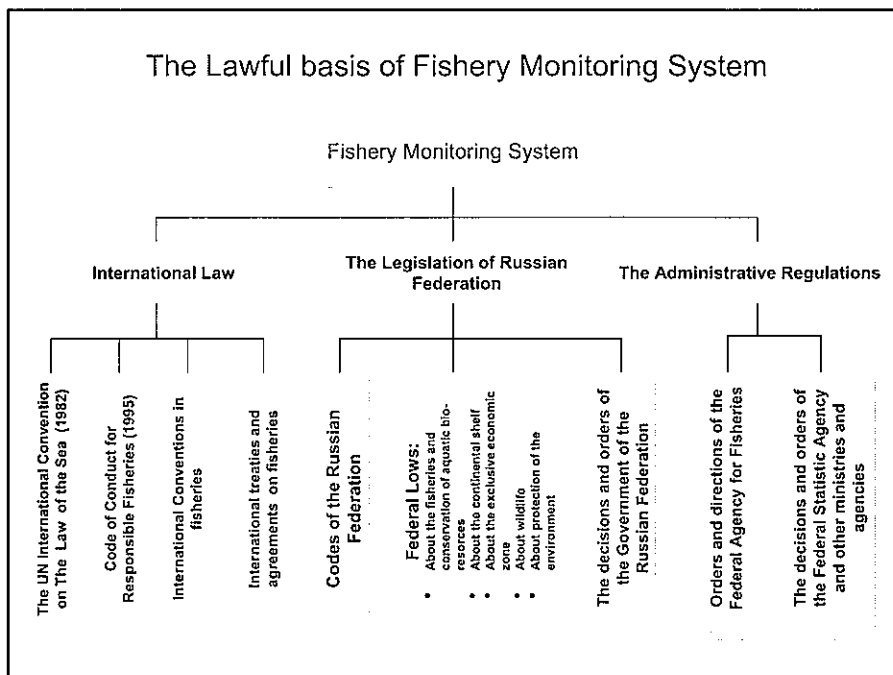 The Lawful basis of Fishery Monitoring System
Fishery Monitoring System
International Law
The Legislation of Russian
Federation
The Administrative Regulations
The UN International Convention
on The Law of the Sea (1982)
Code of Conduct for
Responsible Fisheries (1995)
International Conventions in
fisheries
International treaties and
agreements on fisheries
Codes of the Russian
Federation
Federal Lows:
• About the fisheries and
conservation of aquatic bio-
resorces
• About the continental shelf
• About the exclusive economic
zone
• About wildlife
• About protection of the
environment
The decisions and orders of
the Government of the
Russian Federation
Orders and directions of the
Federal Agency for Fisheries
The decisions and orders of
the Federal Statistic Agency
and other ministries and
agencies